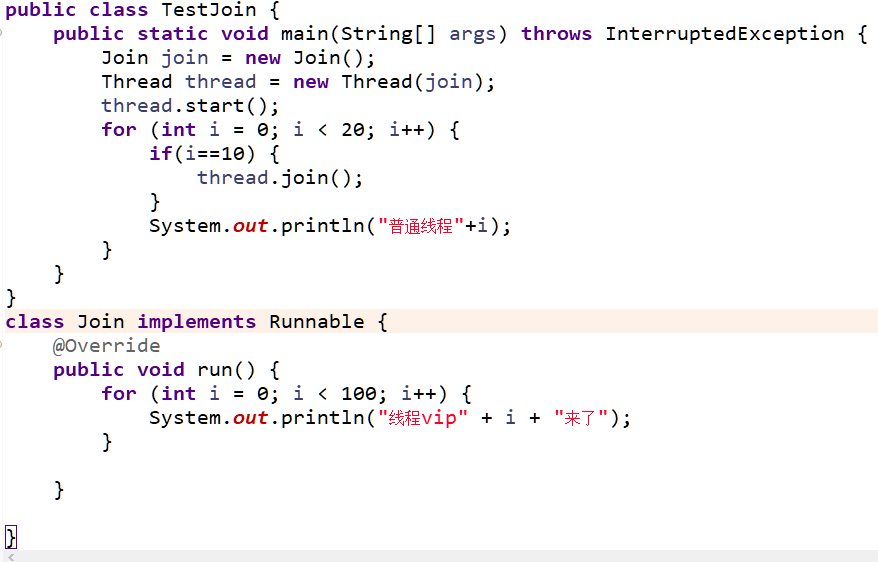 public class TestJoin {
    public static void main(String[] args) throws InterruptedException {
        Join join = new Join();
        Thread thread = new Thread(join);
        thread.start();
        for (int i = 0; i < 20; i++) {
            if(i==10) {
                thread.join();
            }
            System.out.println("普通线程"+i);
        }
    }
}
class Join implements Runnable {
    @Override
    public void run() {
        for (int i = 0; i < 100; i++) {
            System.out.println("线程vip" + i + "来了");
        }

    }

}